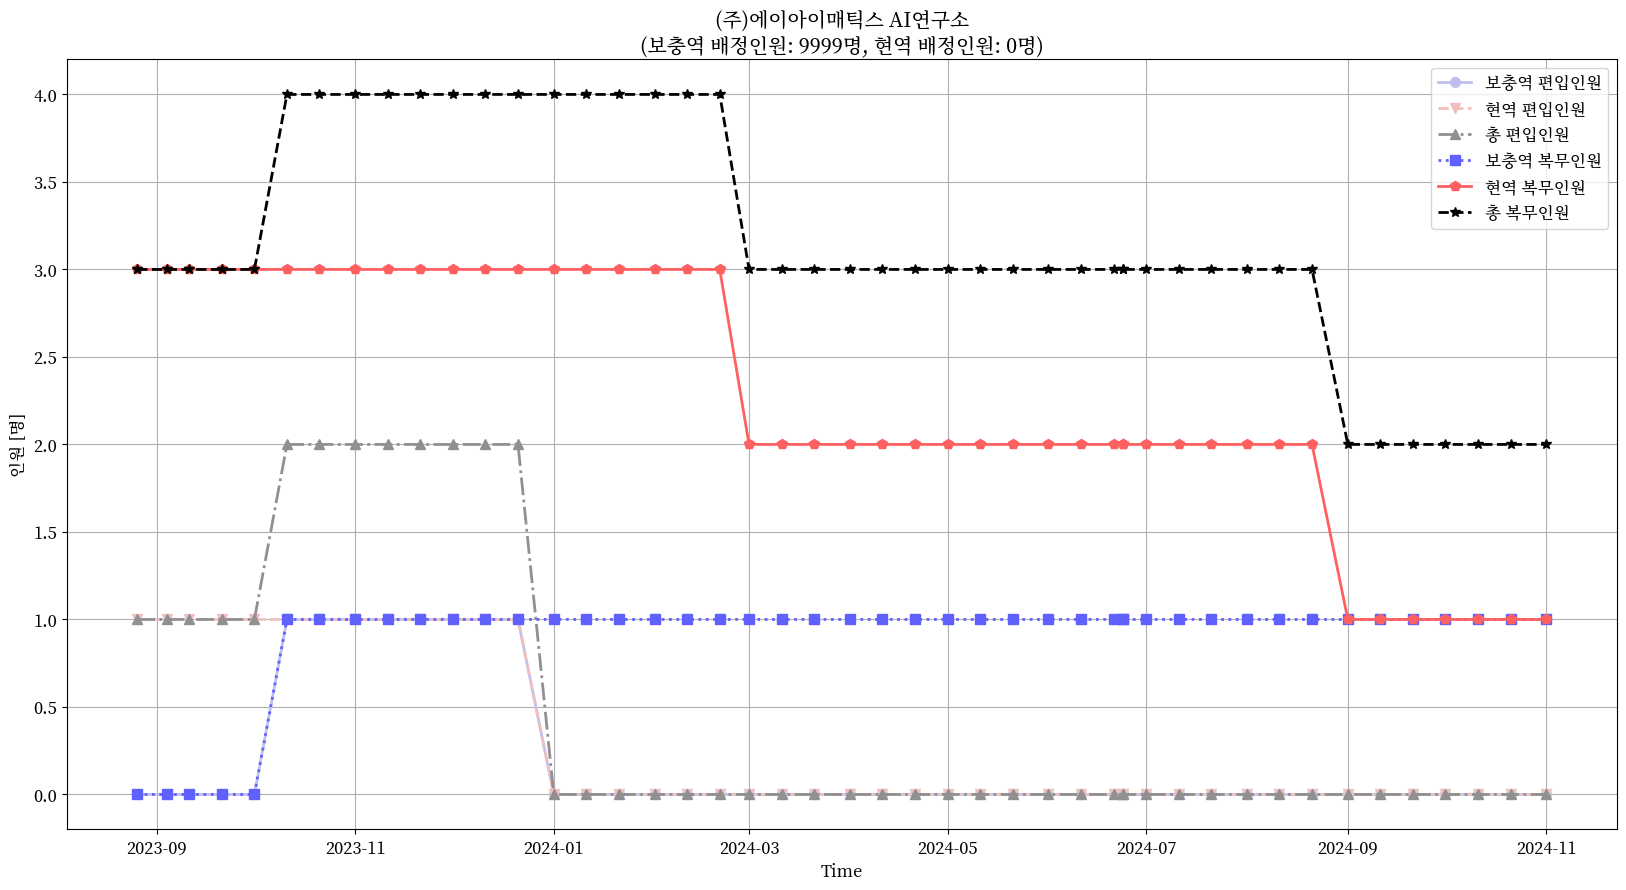 (주)에이아이매틱스 AI연구소
(보충역 배정인원: 9999명, 현역 배정인원: 0명)
보충역 편입인원
현역 편입인원
총 편입인원
보충역 복무인원
현역 복무인원
총 복무인원
인원 [명]
4.0
3.5
3.0
2.5
2.0
1.5
1.0
0.5
0.0
2023-09
2023-11
2024-01
2024-03
2024-05
2024-07
2024-09
2024-11
Time